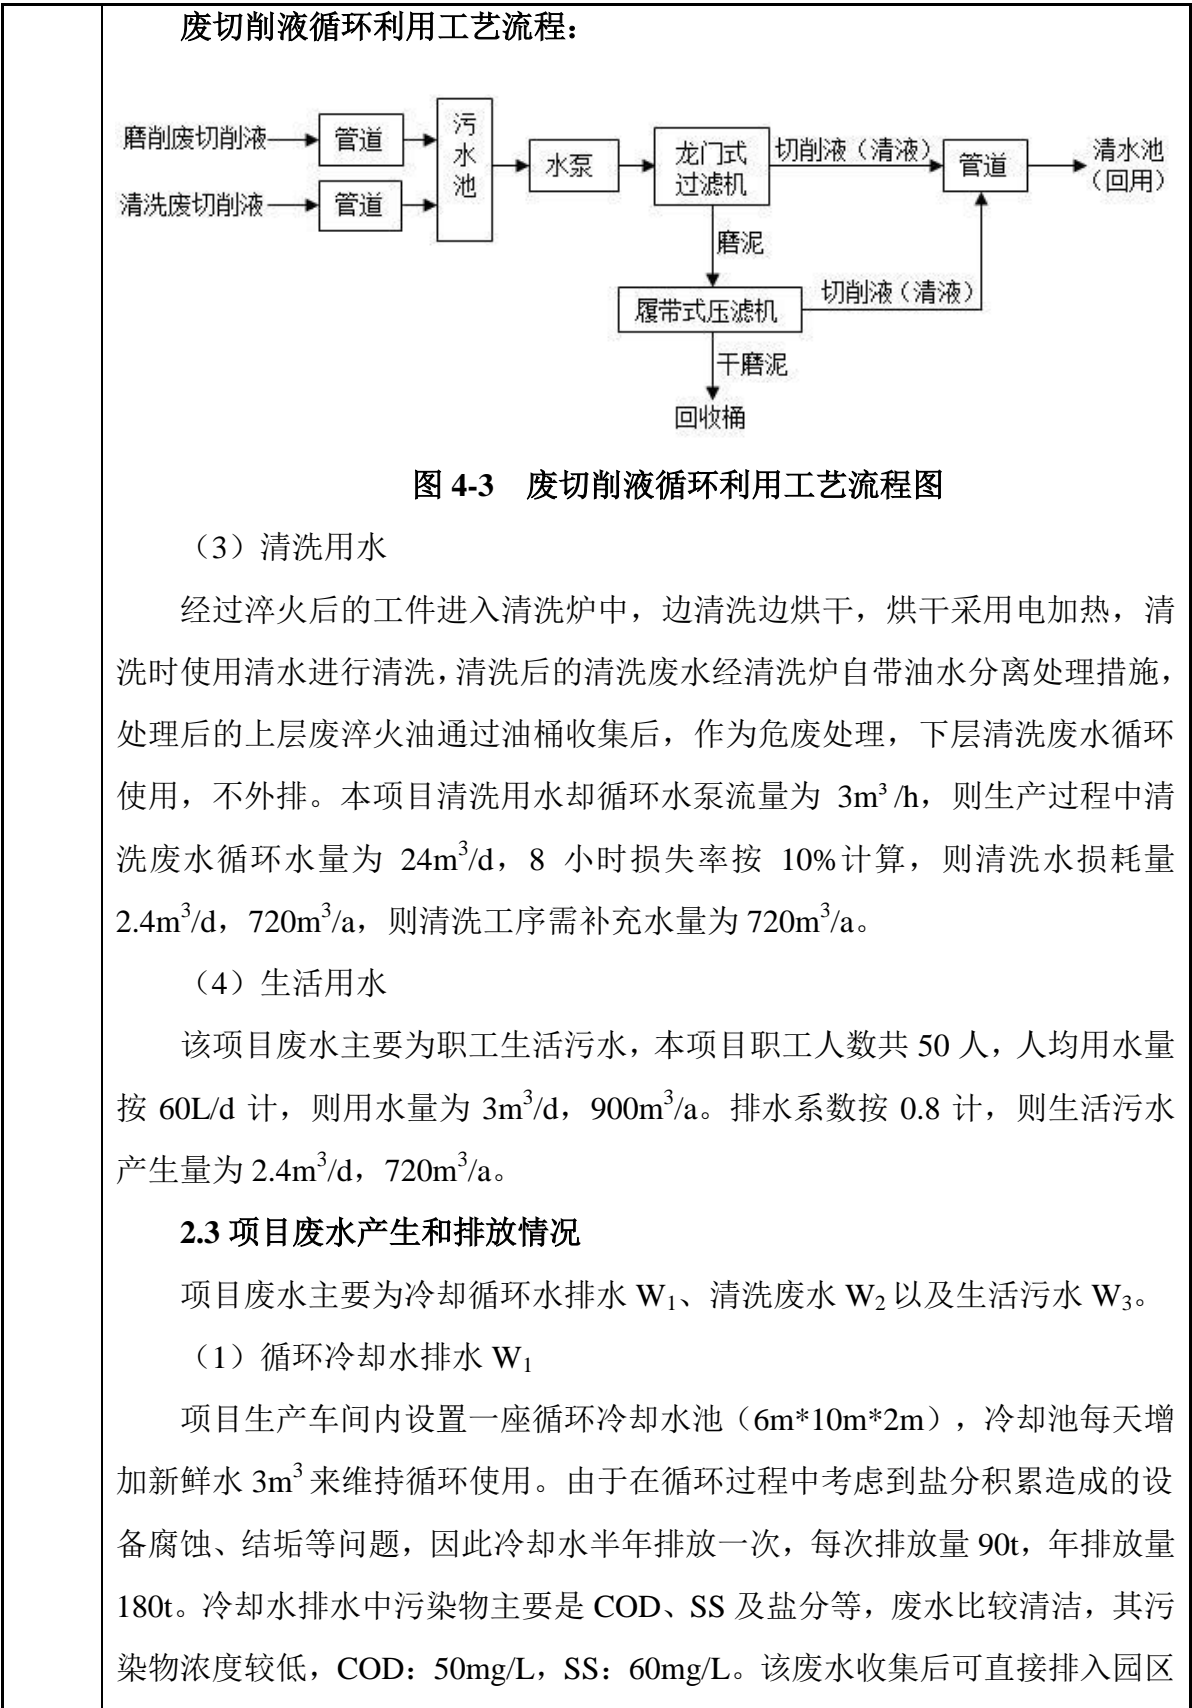 废切削液循环利用工艺流程：
磨削废切削液
管道
清洗废切削液
管道
污水池
水泵
龙门式
过滤机
切削液（清液）
管道
清水池
（回用）
磨泥
履带式压滤机
切削液（清液）
干磨泥
回收桶
图 4-3　废切削液循环利用工艺流程图
（3）清洗用水
经过淬火后的工件进入清洗炉中，边清洗边烘干，烘干采用电加热，清
洗时使用清水进行清洗，清洗后的清洗废水经清洗炉自带油水分离处理措施，
处理后的上层废淬火油通过油桶收集后，作为危废处理，下层清洗废水循环
使用，不外排。本项目清洗用水却循环水泵流量为 3m³/h，则生产过程中清
洗废水循环水量为 24m³/d，8 小时损失率按 10%计算，则清洗水损耗量
2.4m³/d，720m³/a，则清洗工序需补充水量为 720m³/a。
（4）生活用水
该项目废水主要为职工生活污水，本项目职工人数共 50 人，人均用水量
按 60L/d 计，则用水量为 3m³/d，900m³/a。排水系数按 0.8 计，则生活污水
产生量为 2.4m³/d，720m³/a。
2.3 项目废水产生和排放情况
项目废水主要为冷却循环水排水 W₁、清洗废水 W₂ 以及生活污水 W₃。
（1）循环冷却水排水 W₁
项目生产车间内设置一座循环冷却水池（6m*10m*2m），冷却池每天增
加新鲜水 3m³ 来维持循环使用。由于在循环过程中考虑到盐分积累造成的设
备腐蚀、结垢等问题，因此冷却水半年排放一次，每次排放量 90t，年排放量
180t。冷却水排水中污染物主要是 COD、SS 及盐分等，废水比较清洁，其污
染物浓度较低，COD：50mg/L，SS：60mg/L。该废水收集后可直接排入园区